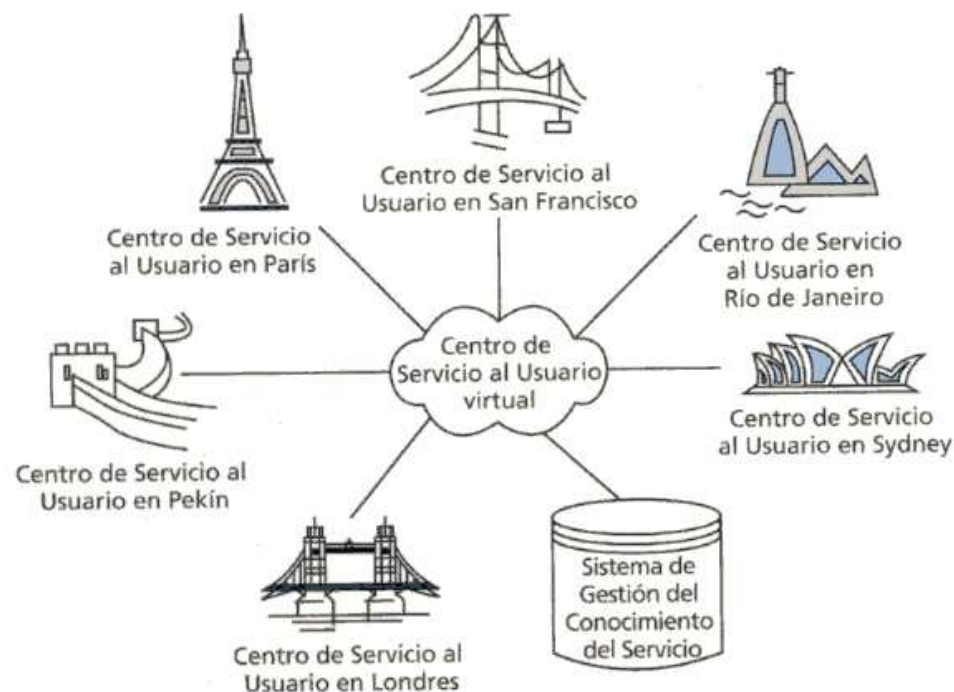 Centro de Servicio al
Usuario en San Francisco
Centro de Servicio
al Usuario en París
Centro de Servicio
al Usuario en
Río de Janeiro
Centro de
Servicio al Usuario
virtual
Centro de Servicio
al Usuario en Sydney
Centro de Servicio al
Usuario en Pekín
Sistema de
Gestión del
Conocimiento
del Servicio
Centro de Servicio al
Usuario en Londres